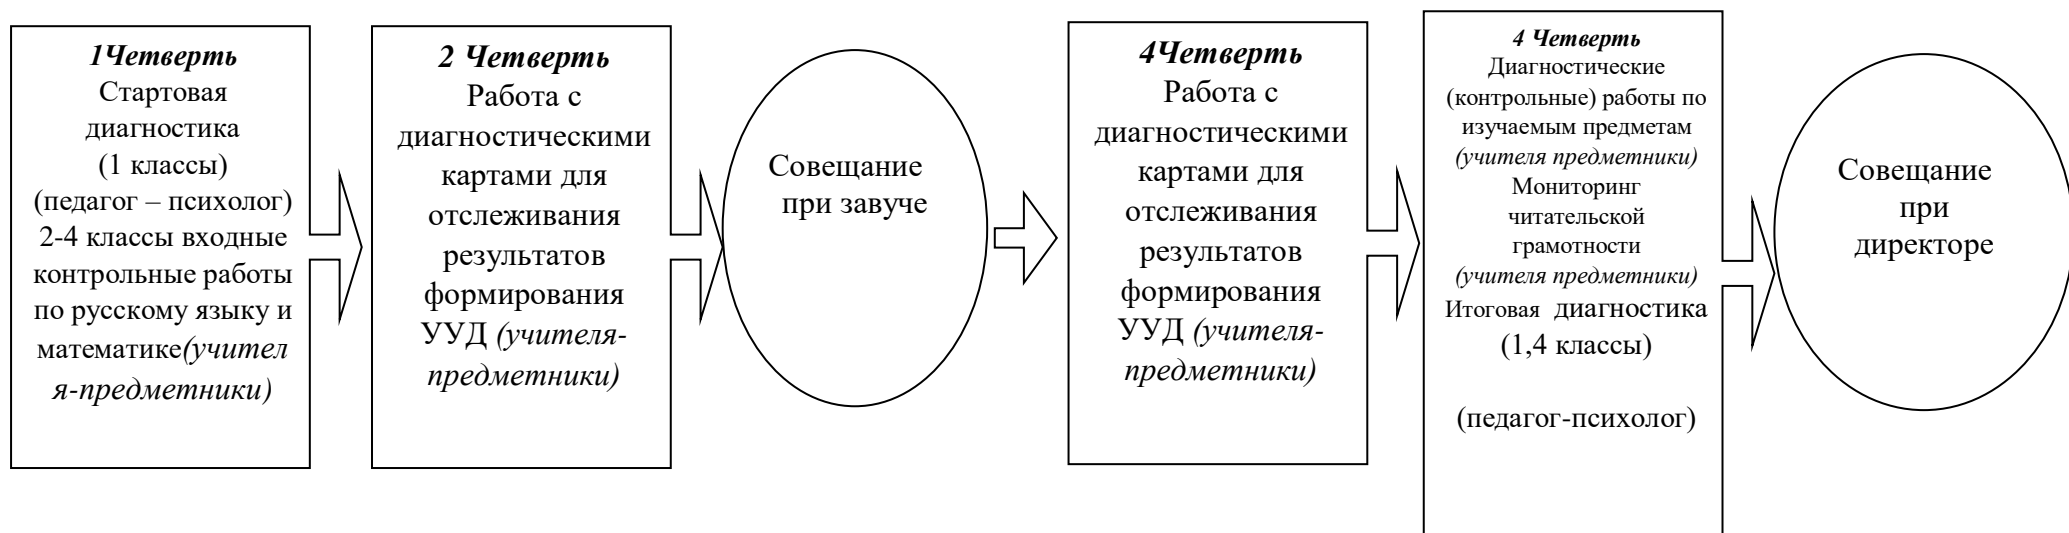 1Четверть
Стартовая
диагностика
(1 классы)
(педагог – психолог)
2-4 классы входные
контрольные работы
по русскому языку и
математике(учител
я-предметники)
2 Четверть
Работа с
диагностическими
картами для
отслеживания
результатов
формирования
УУД (учителя-
предметники)
Совещание
при завуче
4Четверть
Работа с
диагностическими
картами для
отслеживания
результатов
формирования
УУД (учителя-
предметники)
4 Четверть
Диагностические
(контрольные) работы по
изучаемым предметам
(учителя предметники)
Мониторинг
читательской
грамотности
(учителя предметники)
Итоговая диагностика
(1,4 классы)
(педагог-психолог)
Совещание
при
директоре